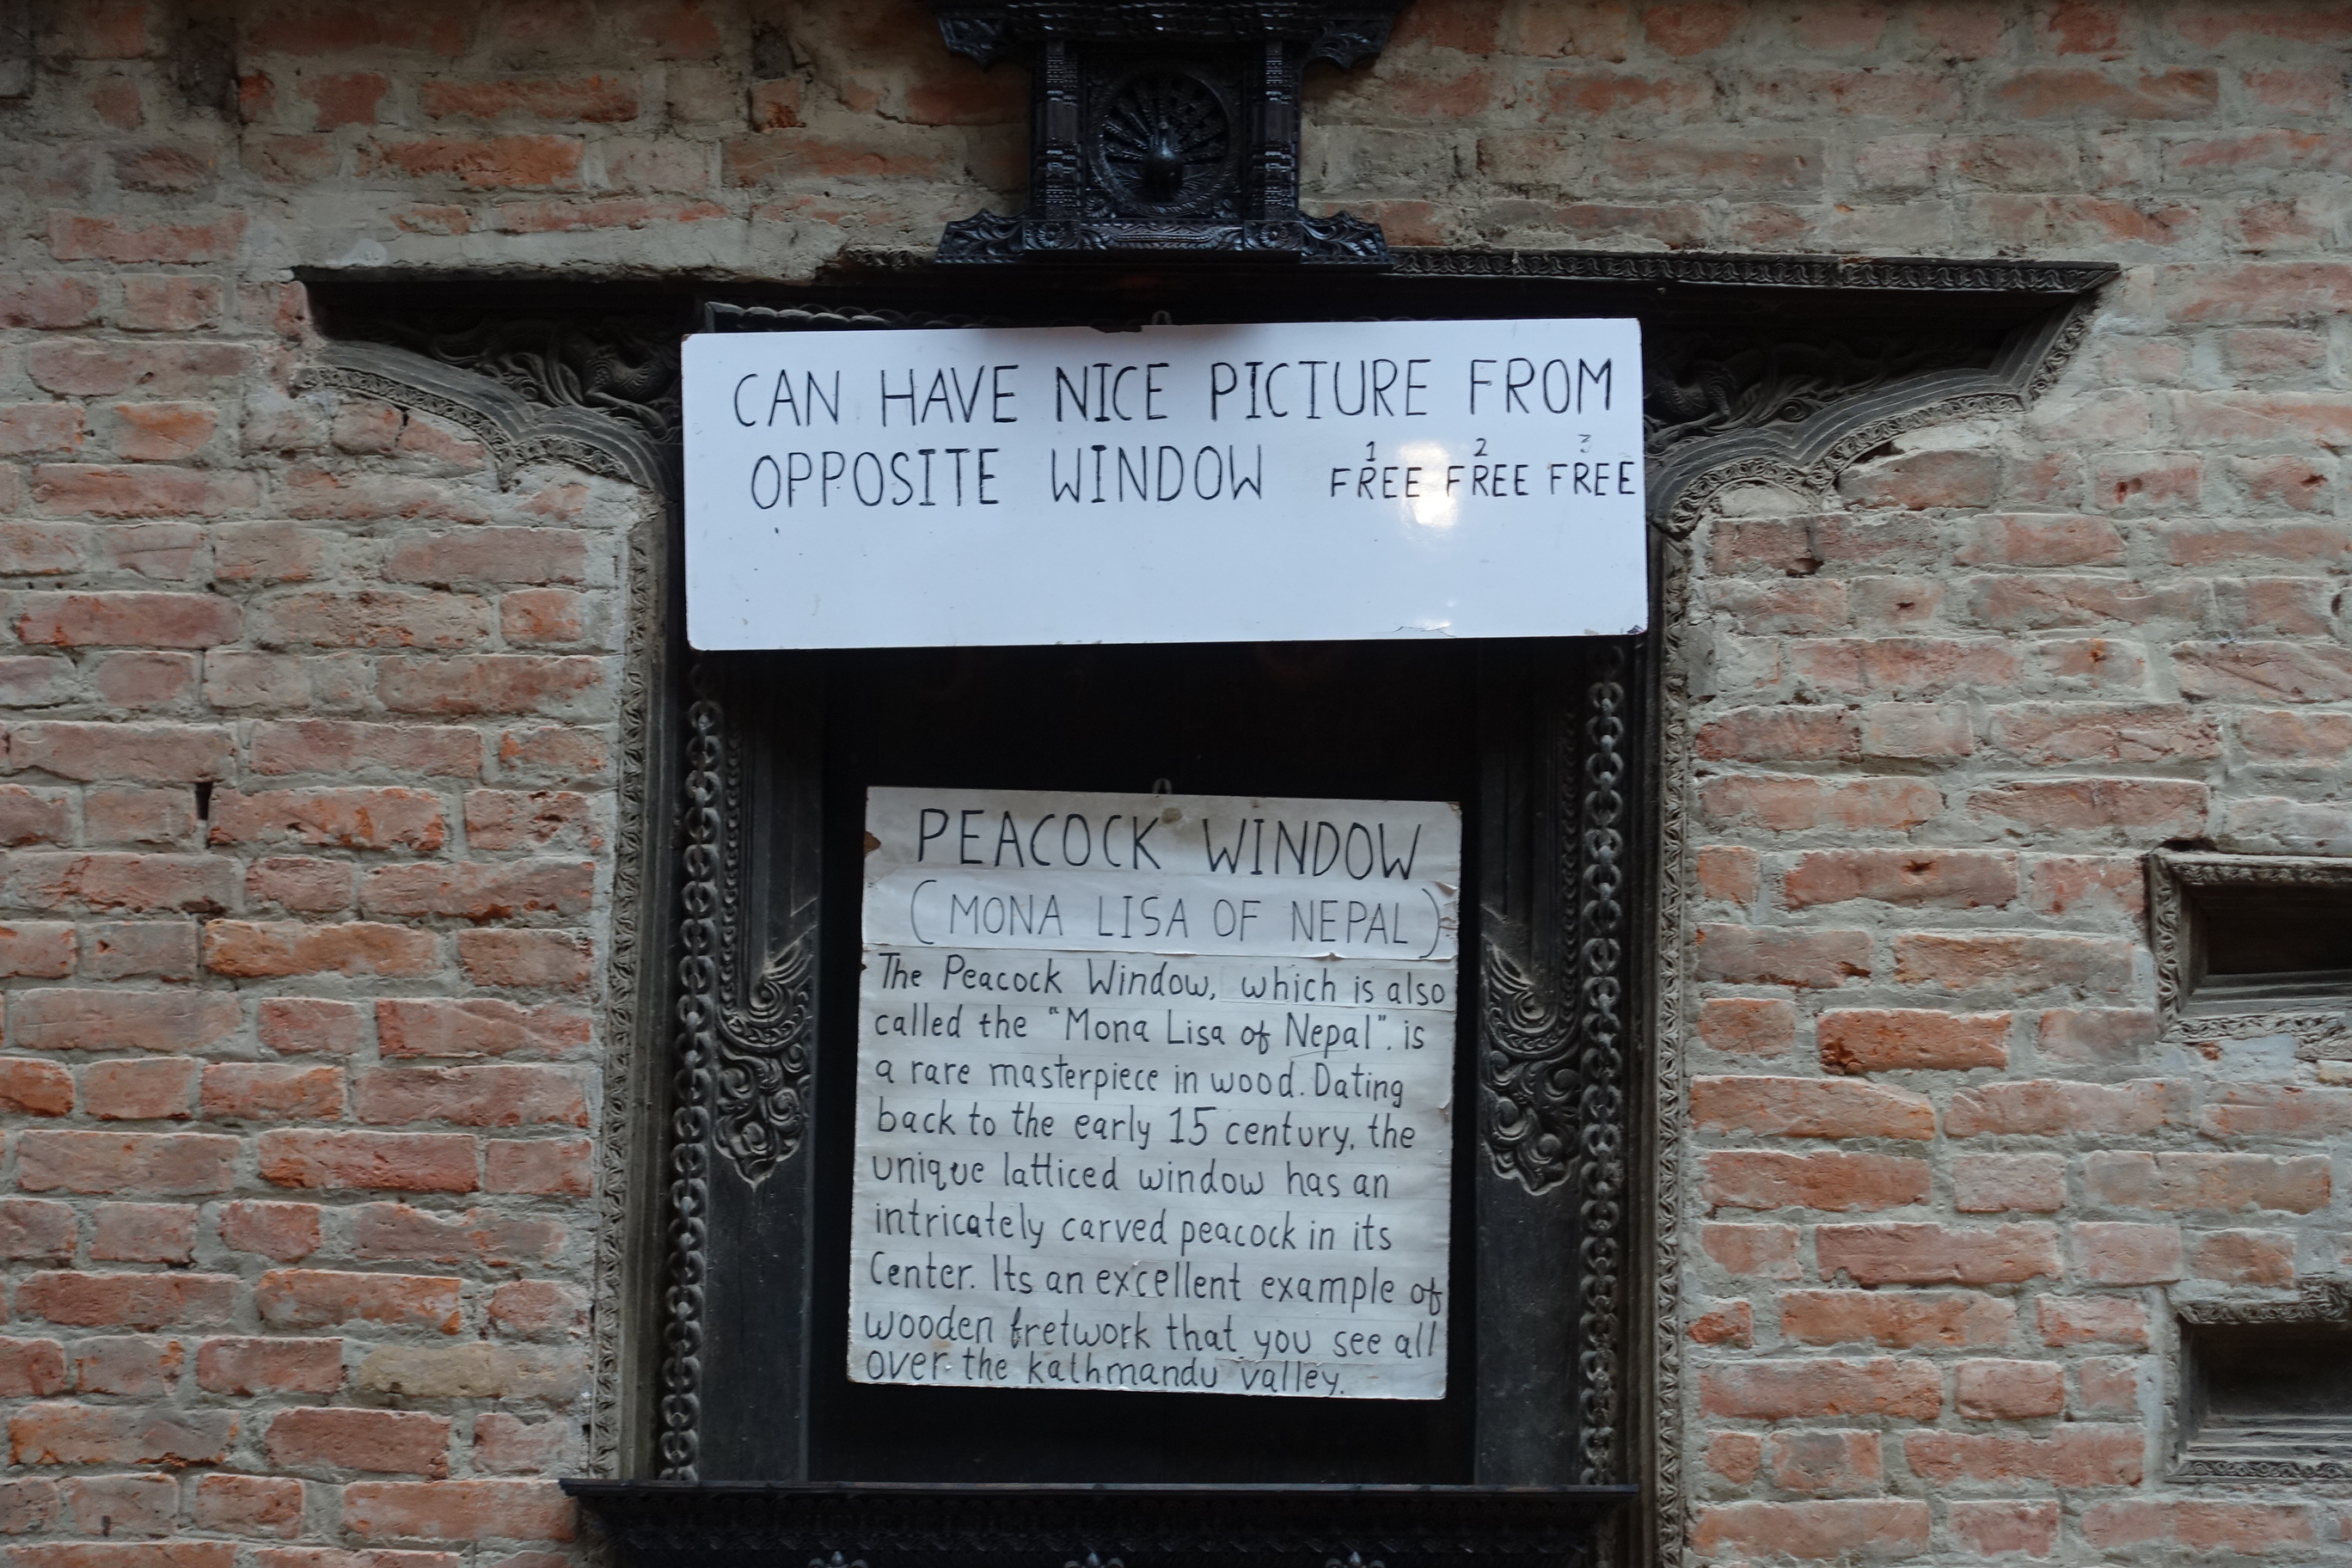 CAN HAVE NICE PICTURE FROM
OPPOSITE WINDOW 1 FREE 2 FREE 3 FREE
PEACOCK WINDOW
(MONA LISA OF NEPAL)
The Peacock Window, which is also
called the "Mona Lisa of Nepal". is
a rare masterpiece in wood. Dating
back to the early 15 century, the
unique latticed window has an
intricately carved peacock in its
Center. Its an excellent example of
wooden fretwork that you see all
over the kathmandu valley.